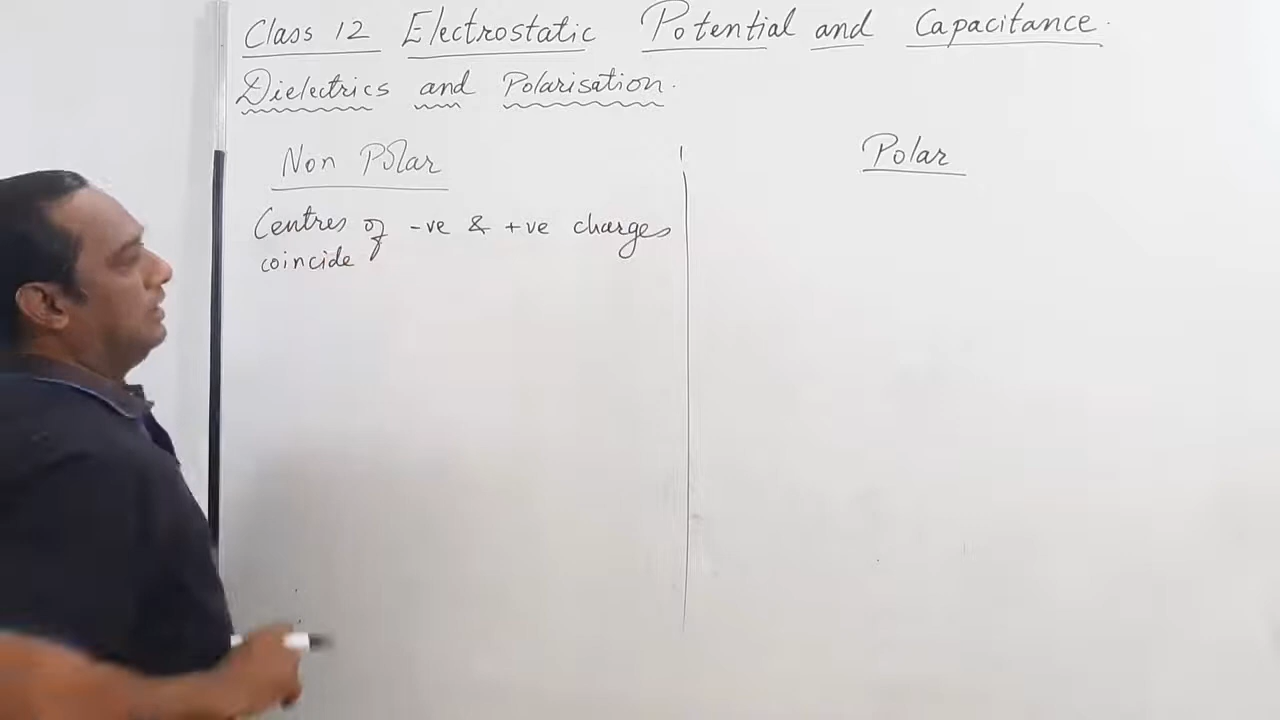 Class 12 Electrostatic Potential and Capacitance.
Dielectrics and Polarisation.
Non Polar
Centres of -ve & +ve charges
coincide
Polar